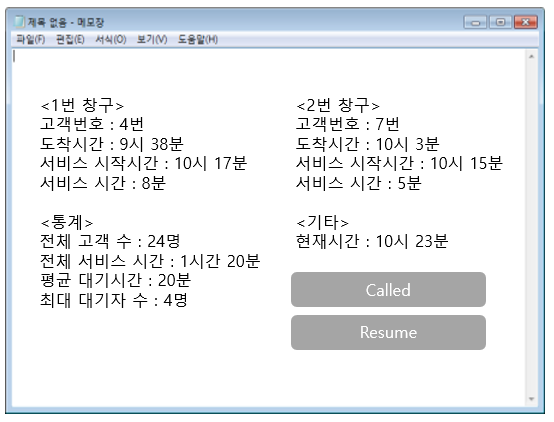 제목 없음 - 메모장
파일(F) 편집(E) 서식(O) 보기(V) 도움말(H)
<1번 창구>
고객번호 : 4번
도착시간 : 9시 38분
서비스 시작시간 : 10시 17분
서비스 시간 : 8분
<2번 창구>
고객번호 : 7번
도착시간 : 10시 3분
서비스 시작시간 : 10시 15분
서비스 시간 : 5분
<통계>
전체 고객 수 : 24명
전체 서비스 시간 : 1시간 20분
평균 대기시간 : 20분
최대 대기자 수 : 4명
<기타>
현재시간 : 10시 23분
Called
Resume